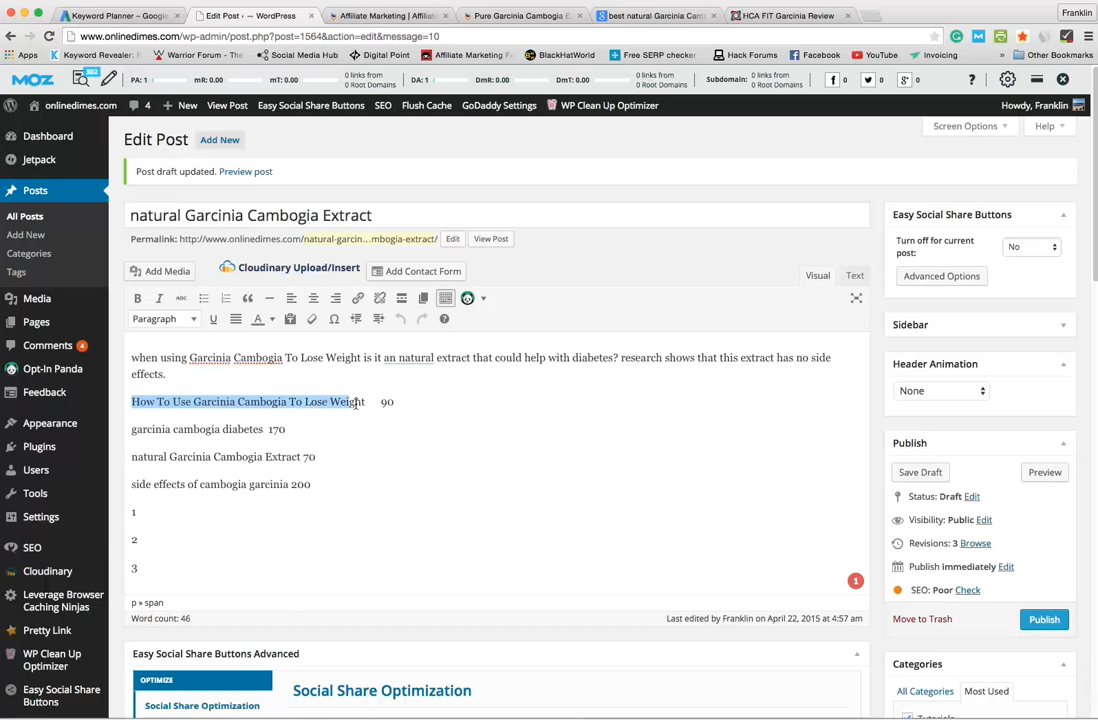 Keyword Planner – Google
Edit Post ‹ — WordPress
Affiliate Marketing | Affiliat
Pure Garcinia Cambogia E
best natural Garcinia Cam
HCA FIT Garcinia Review
Franklin
www.onlinedimes.com/wp-admin/post.php?post=1564&action=edit&message=10
Apps
Keyword Revealer: F
Warrior Forum - The
Social Media Hub
Digital Point
Affiliate Marketing F
BlackHatWorld
Free SERP checker
Hack Forums
Facebook
YouTube
Invoicing
» Other Bookmarks
MOZ 302 PA: 1 mR: 0.00 mT: 0.00 0 links from 0 Root Domains DA: 1 DmR: 0.00 DmT: 0.00 0 links from 0 Root Domains Subdomain: 0 links from 0 Root Domains f 0 0 g+ 0 ?
onlinedimes.com 4 + New View Post Easy Social Share Buttons SEO Flush Cache GoDaddy Settings WP Clean Up Optimizer Howdy, Franklin
Dashboard
Jetpack
Posts
All Posts
Add New
Categories
Tags
Media
Pages
Comments 4
Opt-In Panda
Feedback
Appearance
Plugins
Users
Tools
Settings
SEO
Cloudinary
Leverage Browser
Caching Ninjas
Pretty Link
WP Clean Up
Optimizer
Easy Social Share
Buttons
Screen Options Help
Edit Post Add New
Post draft updated. Preview post
natural Garcinia Cambogia Extract
Permalink: http://www.onlinedimes.com/natural-garcin…mbogia-extract/ Edit View Post
Add Media Cloudinary Upload/Insert Add Contact Form
Visual Text
B I ABC
Paragraph U A Ω ?
when using Garcinia Cambogia To Lose Weight is it an natural extract that could help with diabetes? research shows that this extract has no side
effects.
How To Use Garcinia Cambogia To Lose Weight 90
garcinia cambogia diabetes 170
natural Garcinia Cambogia Extract 70
side effects of cambogia garcinia 200
1
2
3
1
p » span
Word count: 46 Last edited by Franklin on April 22, 2015 at 4:57 am
Easy Social Share Buttons Advanced
OPTIMIZE
Social Share Optimization
Social Share Optimization
Easy Social Share Buttons
Turn off for current
post:
No
Advanced Options
Sidebar
Header Animation
None
Publish
Save Draft Preview
Status: Draft Edit
Visibility: Public Edit
Revisions: 3 Browse
Publish immediately Edit
SEO: Poor Check
Move to Trash Publish
Categories
All Categories Most Used
Tutorials